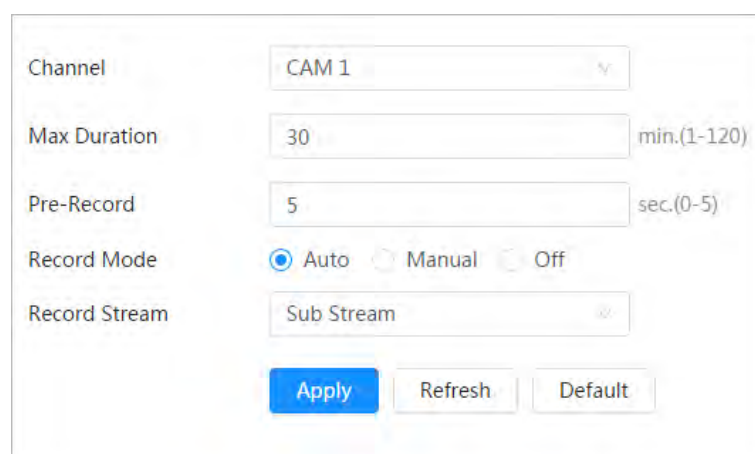 Channel CAM 1
Max Duration 30 min.(1-120)
Pre-Record 5 sec.(0-5)
Record Mode Auto Manual Off
Record Stream Sub Stream
Apply Refresh Default